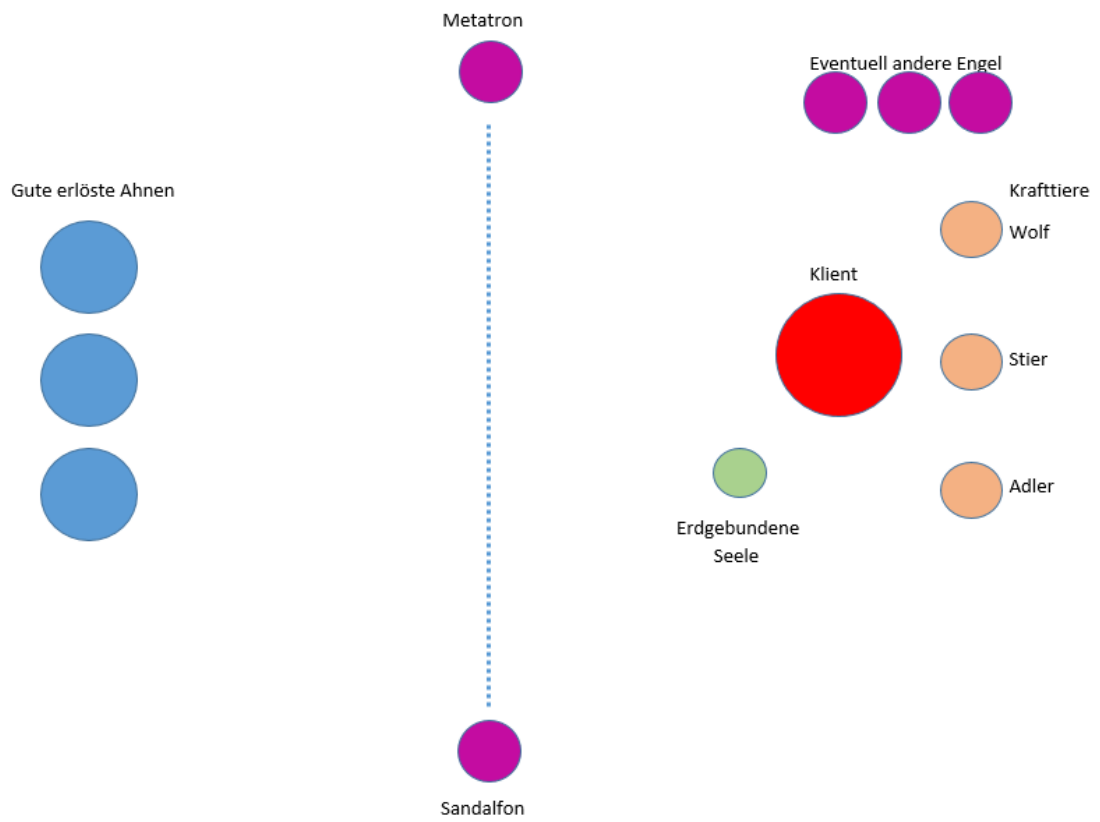 Metatron
Eventuell andere Engel
Gute erlöste Ahnen
Krafttiere
Wolf
Klient
Stier
Adler
Erdgebundene
Seele
Sandalfon